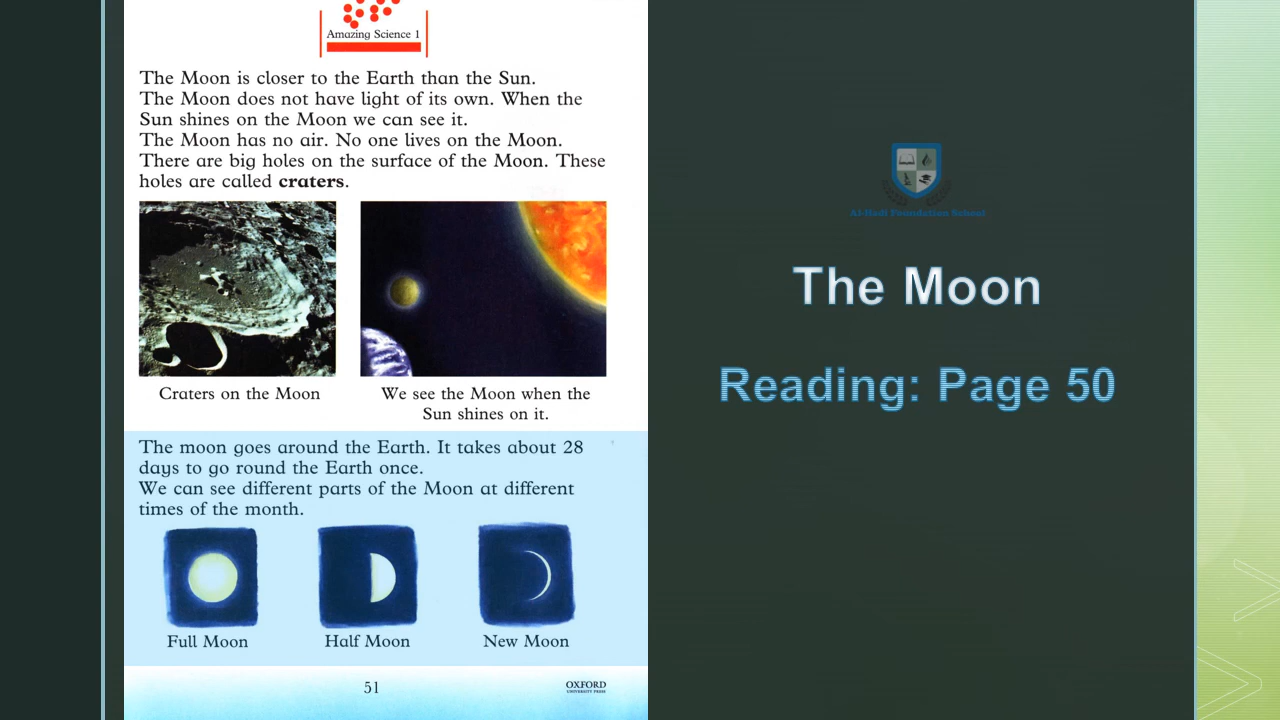 Amazing Science 1
The Moon is closer to the Earth than the Sun.
The Moon does not have light of its own. When the
Sun shines on the Moon we can see it.
The Moon has no air. No one lives on the Moon.
There are big holes on the surface of the Moon. These
holes are called craters.
Craters on the Moon
We see the Moon when the
Sun shines on it.
The moon goes around the Earth. It takes about 28
days to go round the Earth once.
We can see different parts of the Moon at different
times of the month.
Full Moon
Half Moon
New Moon
51
OXFORD
UNIVERSITY PRESS
Al-Hadi Foundation School
The Moon
Reading: Page 50